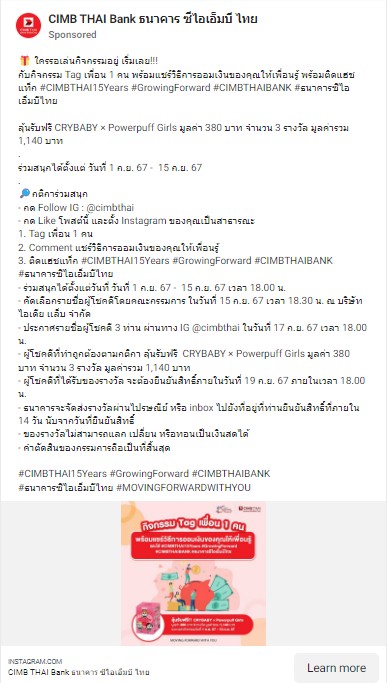 CIMB THAI Bank ธนาคาร ซีไอเอ็มบี ไทย
Sponsored
🎁 ใครรอเล่นกิจกรรมอยู่ เริ่มเลย!!!
กับกิจกรรม Tag เพื่อน 1 คน พร้อมแชร์วิธีการออมเงินของคุณให้เพื่อนรู้ พร้อมติดแฮช
แท็ก #CIMBTHAI15Years #GrowingForward #CIMBTHAIBANK #ธนาคารซีไอ
เอ็มบีไทย
ลุ้นรับฟรี CRYBABY × Powerpuff Girls มูลค่า 380 บาท จำนวน 3 รางวัล มูลค่ารวม
1,140 บาท
.
ร่วมสนุกได้ตั้งแต่ วันที่ 1 ก.ย. 67 - 15 ก.ย. 67
.
🔎 กติการ่วมสนุก
- กด Follow IG : @cimbthai
- กด Like โพสต์นี้ และตั้ง Instagram ของคุณเป็นสาธารณะ
1. Tag เพื่อน 1 คน
2. Comment แชร์วิธีการออมเงินของคุณให้เพื่อนรู้
3. ติดแฮชแท็ก #CIMBTHAI15Years #GrowingForward #CIMBTHAIBANK
#ธนาคารซีไอเอ็มบีไทย
- ร่วมสนุกได้ตั้งแต่ วันที่ วันที่ 1 ก.ย. 67 - 15 ก.ย. 67 เวลา 18.00 น.
- คัดเลือกรายชื่อผู้โชคดีโดยคณะกรรมการ ในวันที่ 15 ก.ย. 67 เวลา 18.30 น. ณ บริษัท
ไอเดีย แล็บ จำกัด
- ประกาศรายชื่อผู้โชคดี 3 ท่าน ผ่านทาง IG @cimbthai ในวันที่ 17 ก.ย. 67 เวลา 18.00
น.
- ผู้โชคดีที่ทำถูกต้องตามกติกา ลุ้นรับฟรี CRYBABY × Powerpuff Girls มูลค่า 380
บาท จำนวน 3 รางวัล มูลค่ารวม 1,140 บาท
- ผู้โชคดีที่ได้รับของรางวัล จะต้องยืนยันสิทธิ์ภายในวันที่ 19 ก.ย. 67 ภายในเวลา 18.00
น.
- ธนาคารจะจัดส่งรางวัลผ่านไปรษณีย์ หรือ inbox ไปยังที่อยู่ที่ท่านยืนยันสิทธิ์ที่ภายใน
14 วัน นับจากวันที่ยืนยันสิทธิ์
- ของรางวัลไม่สามารถแลก เปลี่ยน หรือทอนเป็นเงินสดได้
- คำตัดสินของกรรมการถือเป็นที่สิ้นสุด
#CIMBTHAI15Years #GrowingForward #CIMBTHAIBANK
#ธนาคารซีไอเอ็มบีไทย #MOVINGFORWARDWITHYOU
กิจกรรม Tag เพื่อน 1 คน
พร้อมแชร์วิธีการออมเงินของคุณให้เพื่อนรู้
และติด #CIMBTHAI15Years #GrowingForward
#CIMBTHAIBANK #ธนาคารซีไอเอ็มบีไทย
ลุ้นรับฟรี! CRYBABY × Powerpuff Girls
MOVING FORWARD WITH YOU
INSTAGRAM.COM
CIMB THAI Bank ธนาคาร ซีไอเอ็มบี ไทย
Learn more